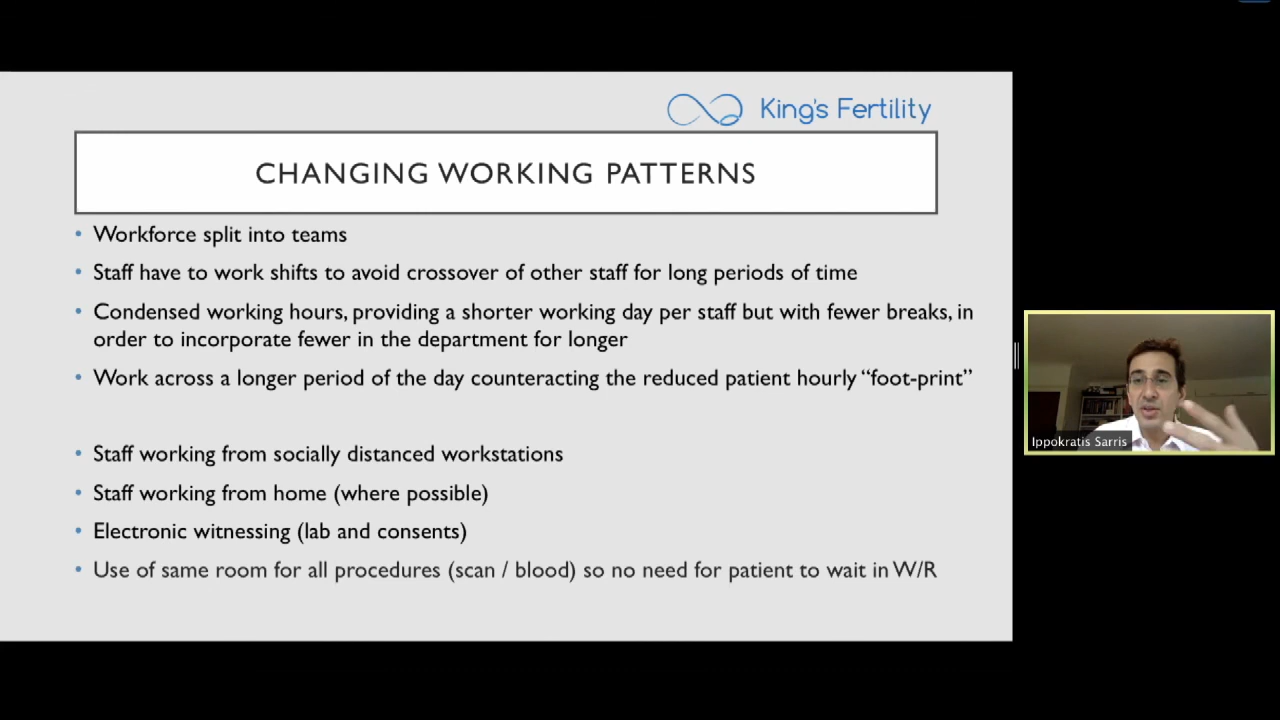 King's Fertility
CHANGING WORKING PATTERNS
• Workforce split into teams
• Staff have to work shifts to avoid crossover of other staff for long periods of time
• Condensed working hours, providing a shorter working day per staff but with fewer breaks, in
order to incorporate fewer in the department for longer
• Work across a longer period of the day counteracting the reduced patient hourly “foot-print”
• Staff working from socially distanced workstations
• Staff working from home (where possible)
• Electronic witnessing (lab and consents)
• Use of same room for all procedures (scan / blood) so no need for patient to wait in W/R
Ippokratis Sarris